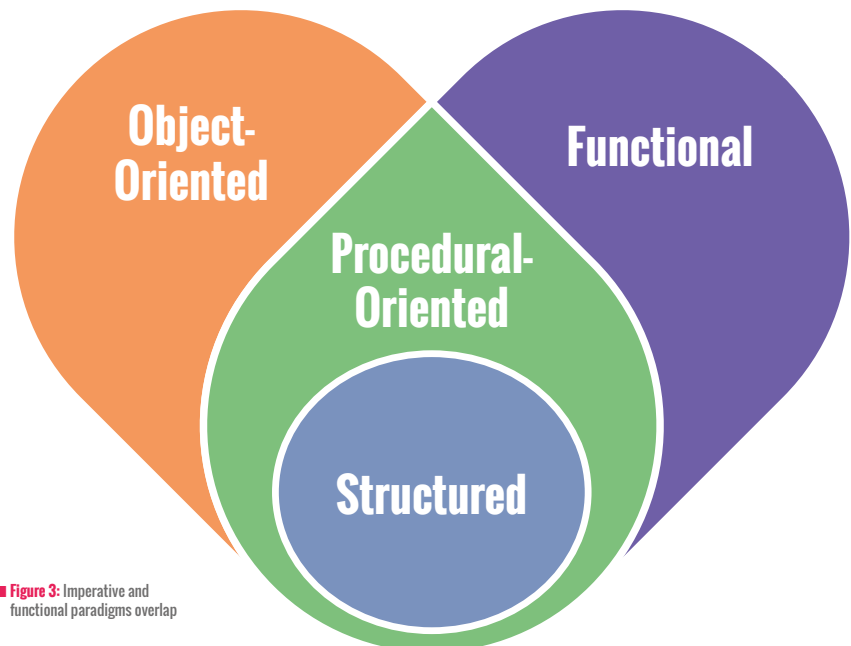 Object-
Oriented
Functional
Procedural-
Oriented
Structured
Figure 3: Imperative and
functional paradigms overlap